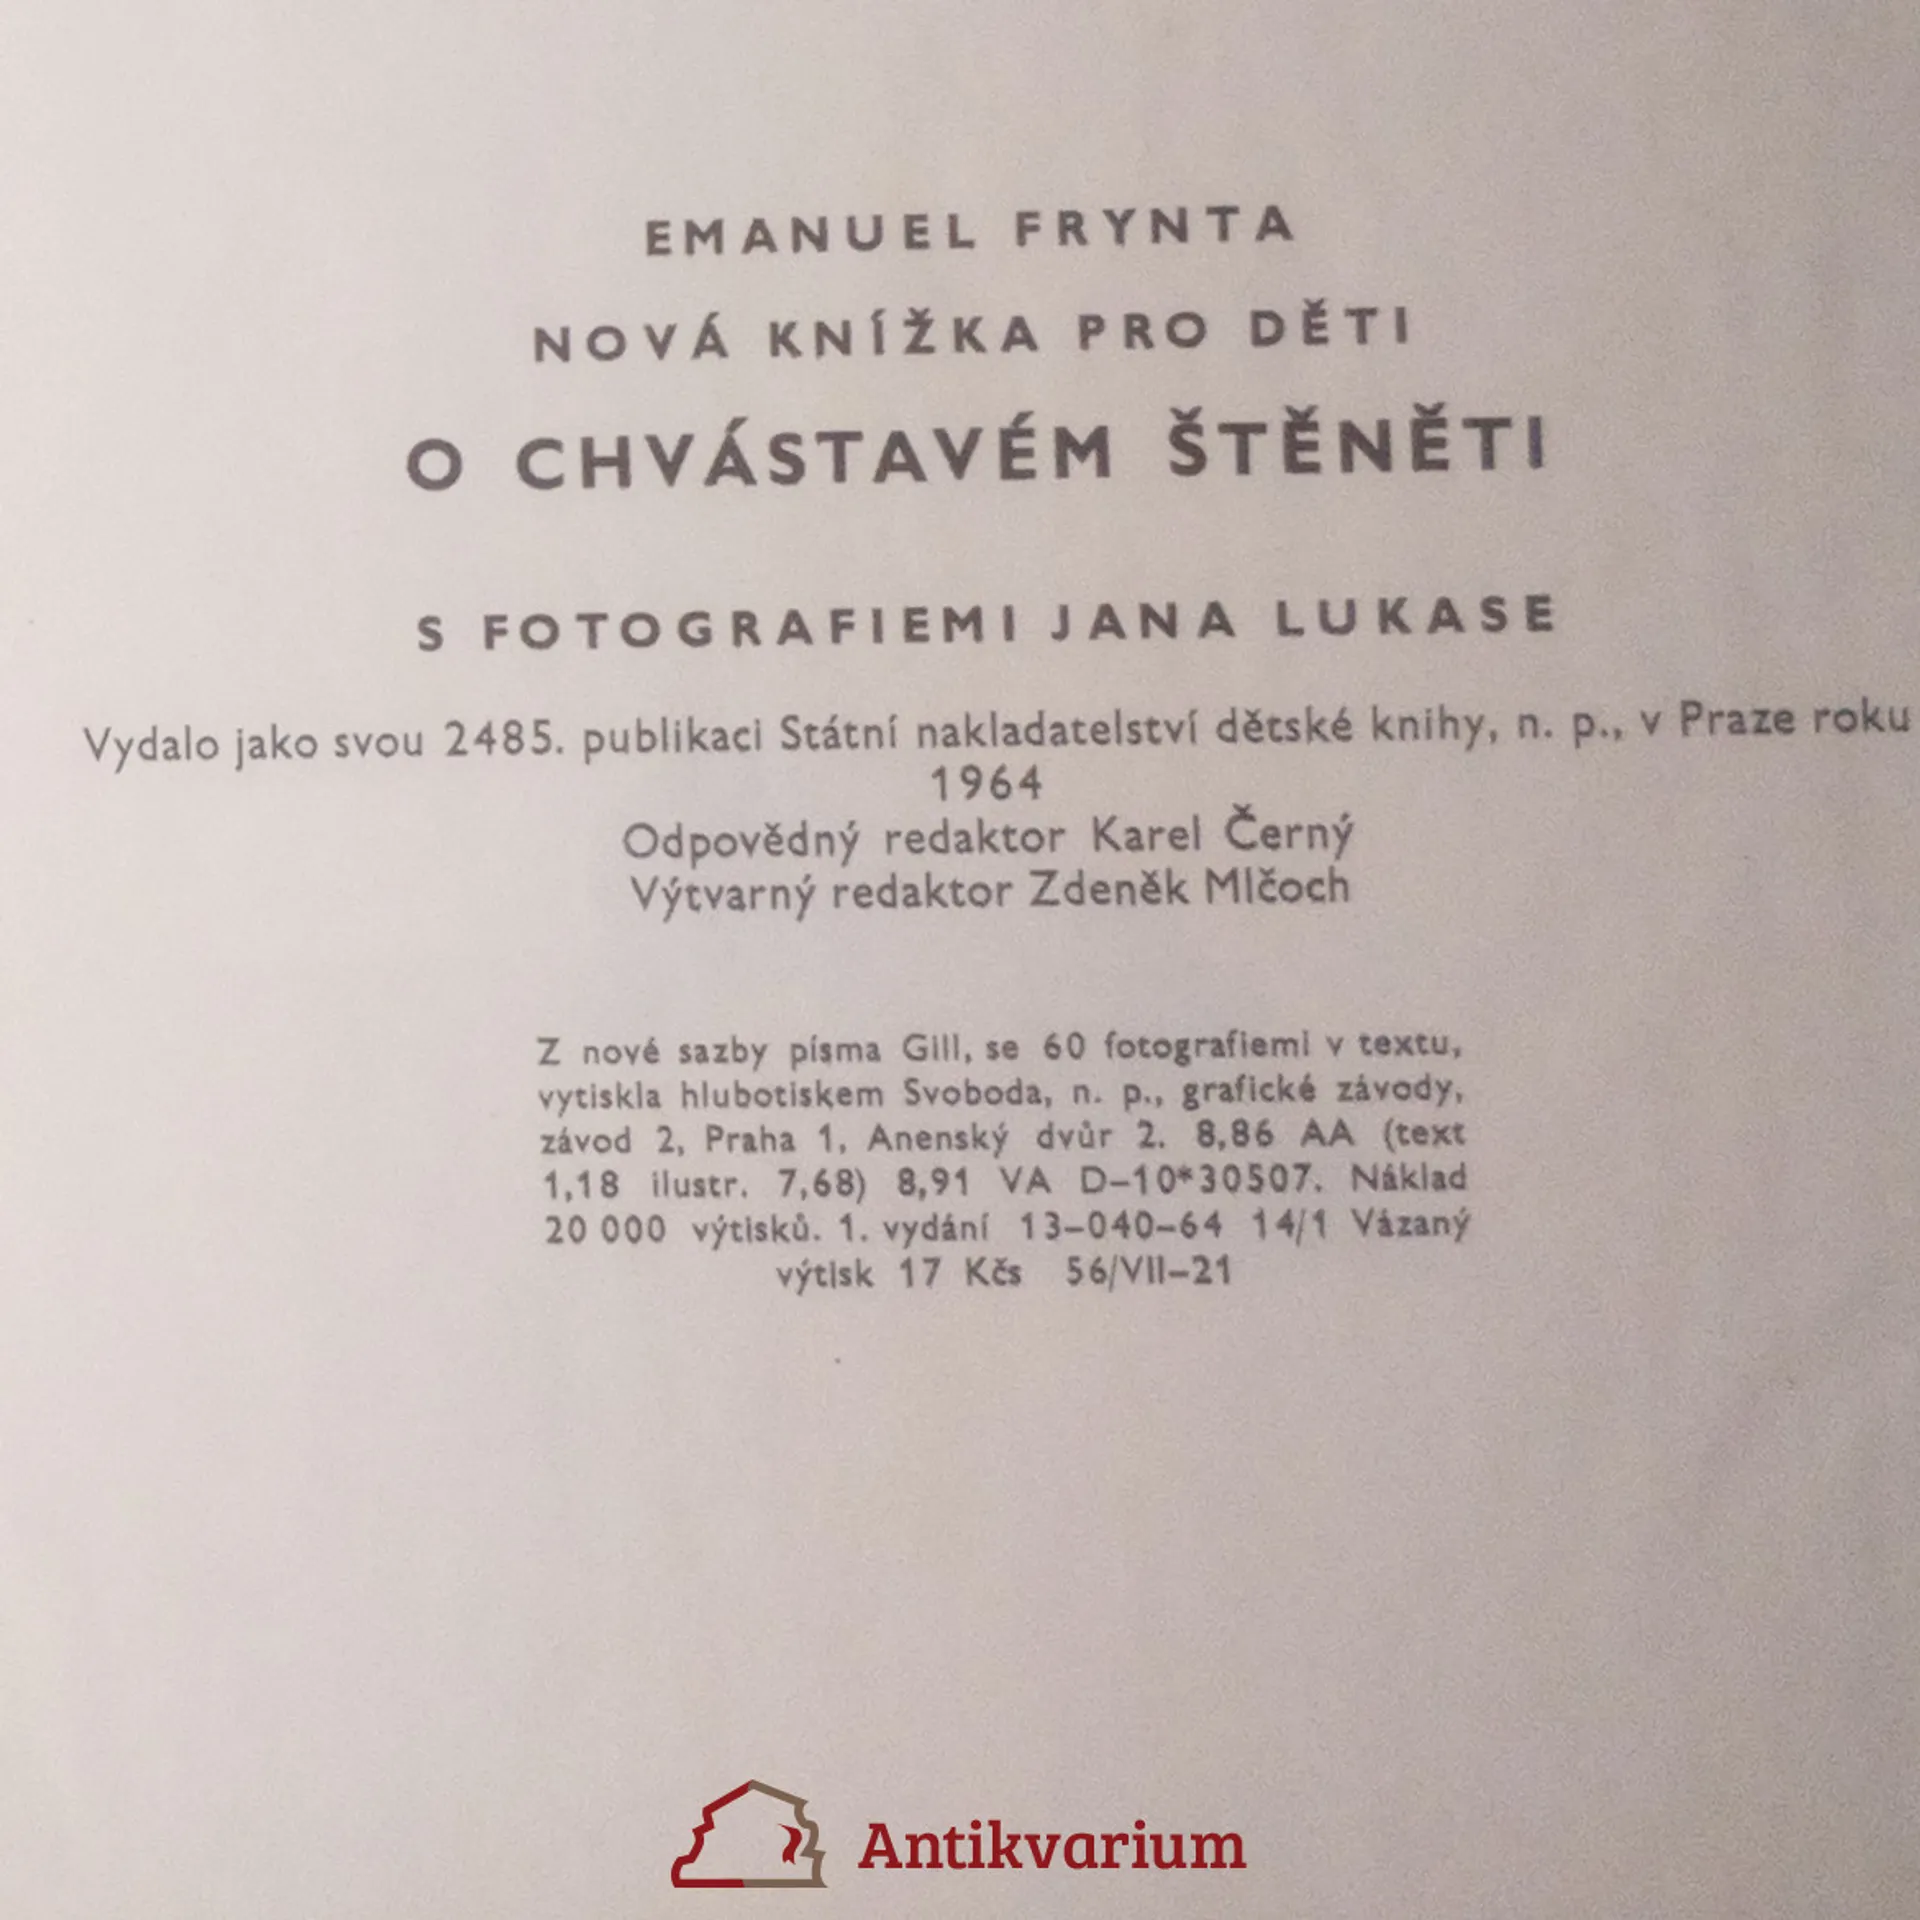 EMANUEL FRYNTA
NOVÁ KNÍŽKA PRO DĚTI
O CHVÁSTAVÉM ŠTĚNĚTI
S FOTOGRAFIEMI JANA LUKASE
Vydalo jako svou 2485. publikaci Státní nakladatelství dětské knihy, n. p., v Praze roku
1964
Odpovědný redaktor Karel Černý
Výtvarný redaktor Zdeněk Mlčoch
Z nové sazby písma Gill, se 60 fotografiemi v textu,
vytiskla hlubotiskem Svoboda, n. p., grafické závody,
závod 2, Praha 1, Anenský dvůr 2. 8,86 AA (text
1,18 ilustr. 7,68) 8,91 VA D–10*30507. Náklad
20 000 výtisků. 1. vydání 13–040–64 14/1 Vázaný
výtisk 17 Kčs 56/VII–21
Antikvarium